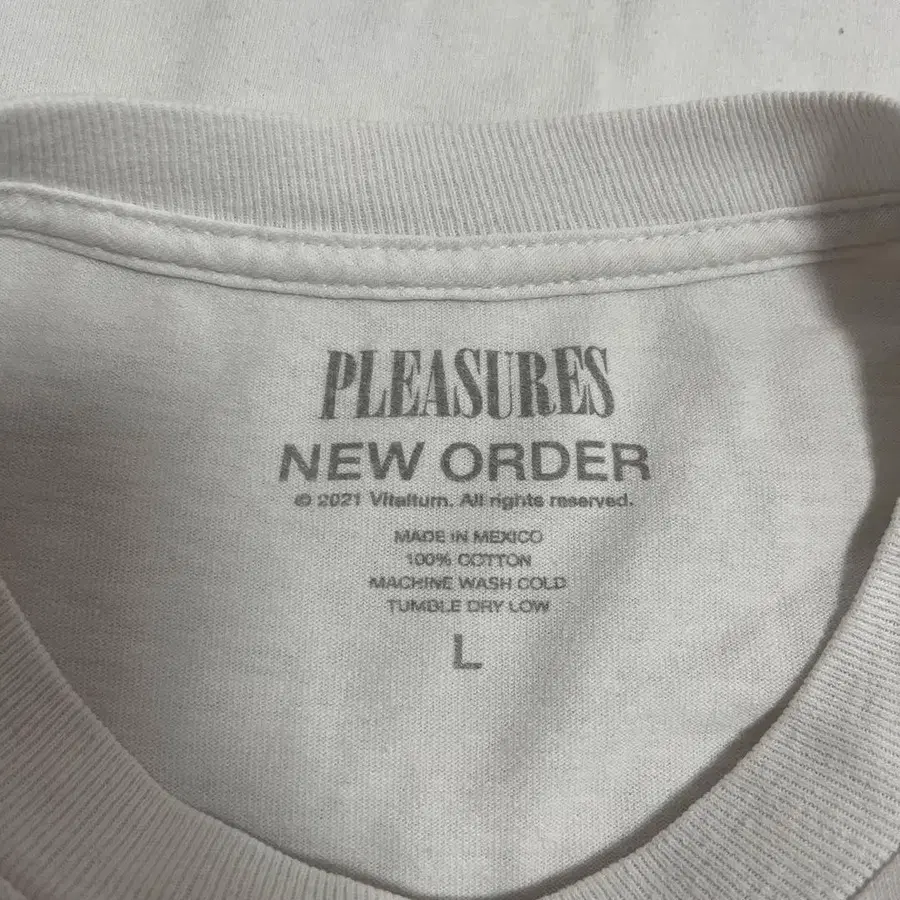 PLEASURES
NEW ORDER
© 2021 Vitalturn. All rights reserved.
MADE IN MEXICO
100% COTTON
MACHINE WASH COLD
TUMBLE DRY LOW
L